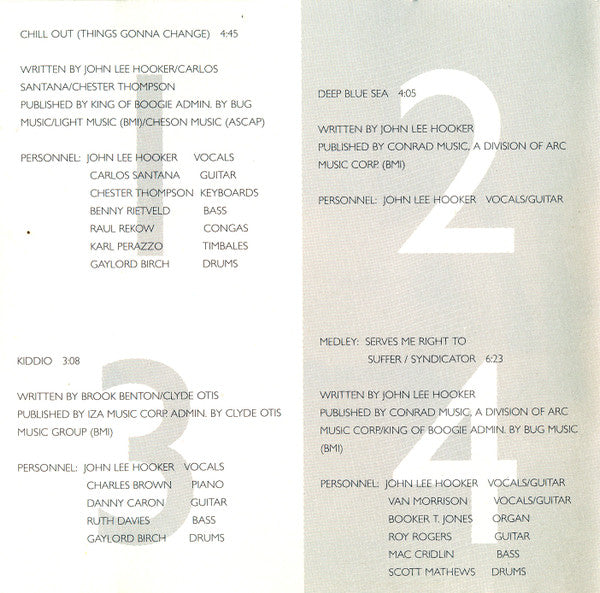 1
CHILL OUT (THINGS GONNA CHANGE) 4:45
WRITTEN BY JOHN LEE HOOKER/CARLOS
SANTANA/CHESTER THOMPSON
PUBLISHED BY KING OF BOOGIE ADMIN. BY BUG
MUSIC/LIGHT MUSIC (BMI)/CHESON MUSIC (ASCAP)
PERSONNEL: JOHN LEE HOOKER VOCALS
CARLOS SANTANA GUITAR
CHESTER THOMPSON KEYBOARDS
BENNY RIETVELD BASS
RAUL REKOW CONGAS
KARL PERAZZO TIMBALES
GAYLORD BIRCH DRUMS
2
DEEP BLUE SEA 4:05
WRITTEN BY JOHN LEE HOOKER
PUBLISHED BY CONRAD MUSIC, A DIVISION OF ARC
MUSIC CORP. (BMI)
PERSONNEL: JOHN LEE HOOKER VOCALS/GUITAR
3
KIDDIO 3:08
WRITTEN BY BROOK BENTON/CLYDE OTIS
PUBLISHED BY IZA MUSIC CORP. ADMIN. BY CLYDE OTIS
MUSIC GROUP (BMI)
PERSONNEL: JOHN LEE HOOKER VOCALS
CHARLES BROWN PIANO
DANNY CARON GUITAR
RUTH DAVIES BASS
GAYLORD BIRCH DRUMS
4
MEDLEY: SERVES ME RIGHT TO
SUFFER / SYNDICATOR 6:23
WRITTEN BY JOHN LEE HOOKER
PUBLISHED BY CONRAD MUSIC, A DIVISION OF ARC
MUSIC CORP./KING OF BOOGIE ADMIN. BY BUG MUSIC
(BMI)
PERSONNEL: JOHN LEE HOOKER VOCALS/GUITAR
VAN MORRISON VOCALS/GUITAR
BOOKER T. JONES ORGAN
ROY ROGERS GUITAR
MAC CRIDLIN BASS
SCOTT MATHEWS DRUMS